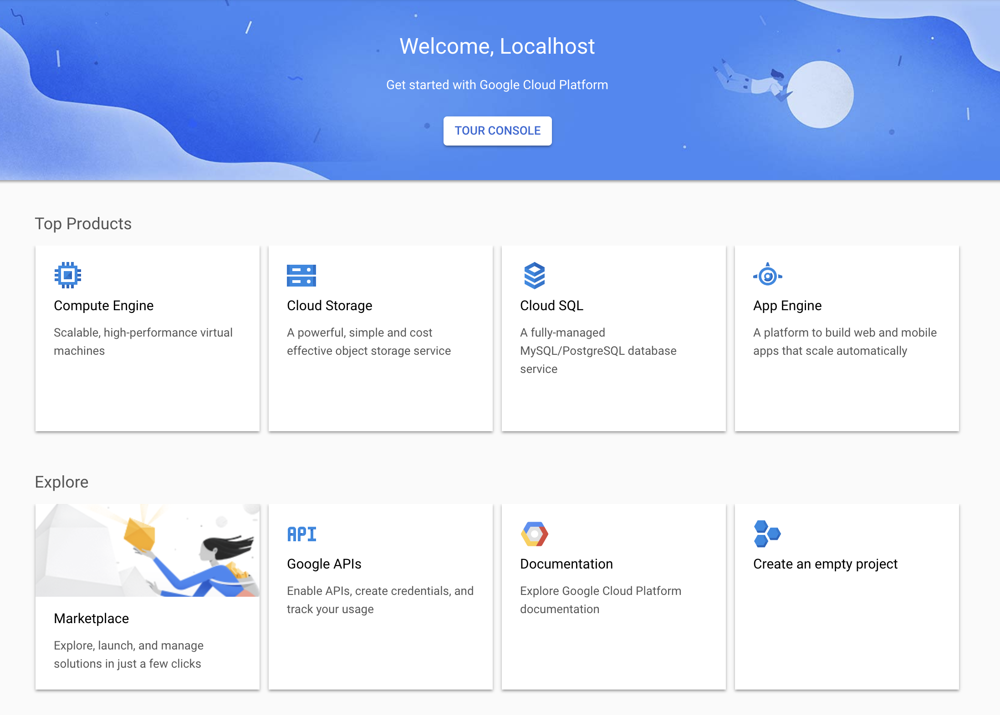 Welcome, Localhost
Get started with Google Cloud Platform
TOUR CONSOLE
Top Products
Compute Engine
Scalable, high-performance virtual
machines
Cloud Storage
A powerful, simple and cost
effective object storage service
Cloud SQL
A fully-managed
MySQL/PostgreSQL database
service
App Engine
A platform to build web and mobile
apps that scale automatically
Explore
Marketplace
Explore, launch, and manage
solutions in just a few clicks
API
Google APIs
Enable APIs, create credentials, and
track your usage
Documentation
Explore Google Cloud Platform
documentation
Create an empty project